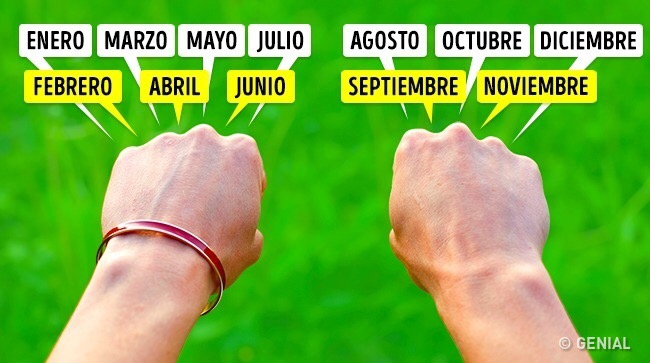 ENERO MARZO MAYO JULIO AGOSTO OCTUBRE DICIEMBRE
FEBRERO ABRIL JUNIO SEPTIEMBRE NOVIEMBRE
© GENIAL